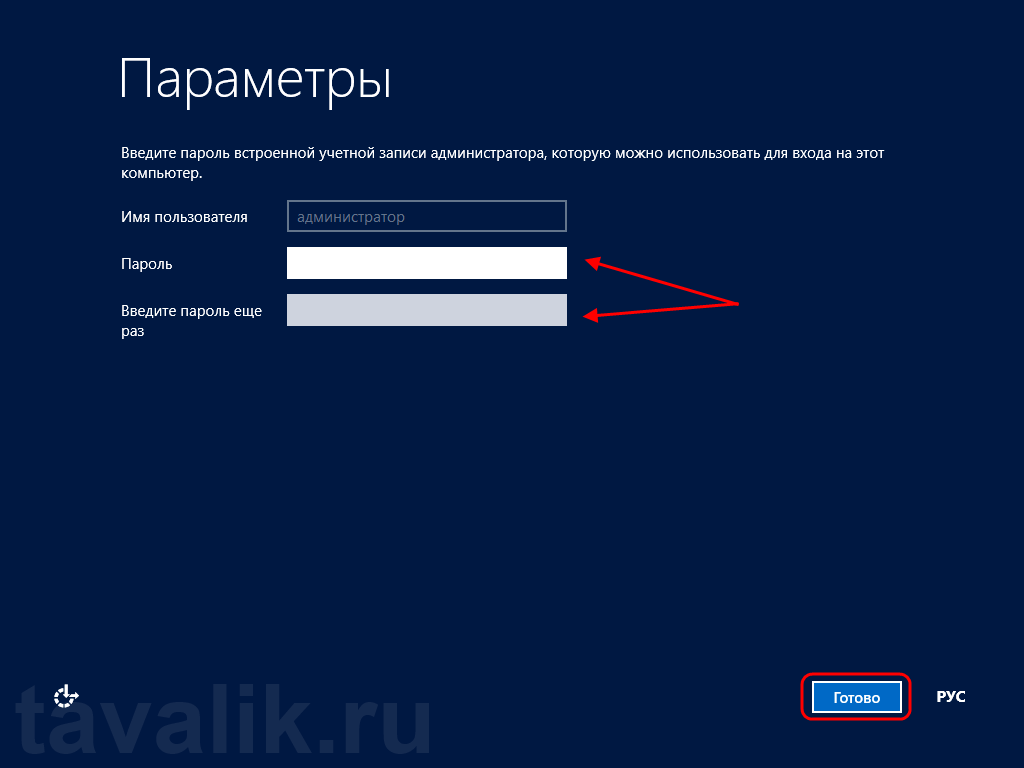 Параметры
Введите пароль встроенной учетной записи администратора, которую можно использовать для входа на этот
компьютер.
Имя пользователя
администратор
Пароль
Введите пароль еще
раз
Готово
РУС
tavalik.ru